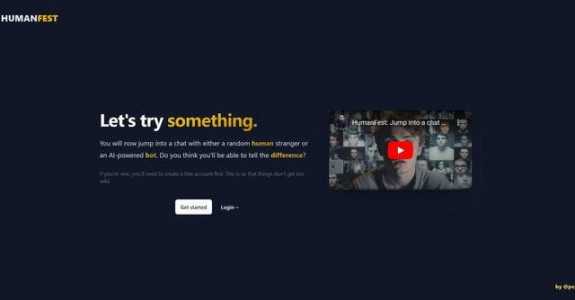 HUMANFEST
Let's try something.
You will now jump into a chat with either a random human stranger or
an AI-powered bot. Do you think you'll be able to tell the difference?
If you're new, you'll need to create a free account first. This is so that things don't get too
wild.
HumanFest: Jump into a chat ...
Get started
Login
by @pe